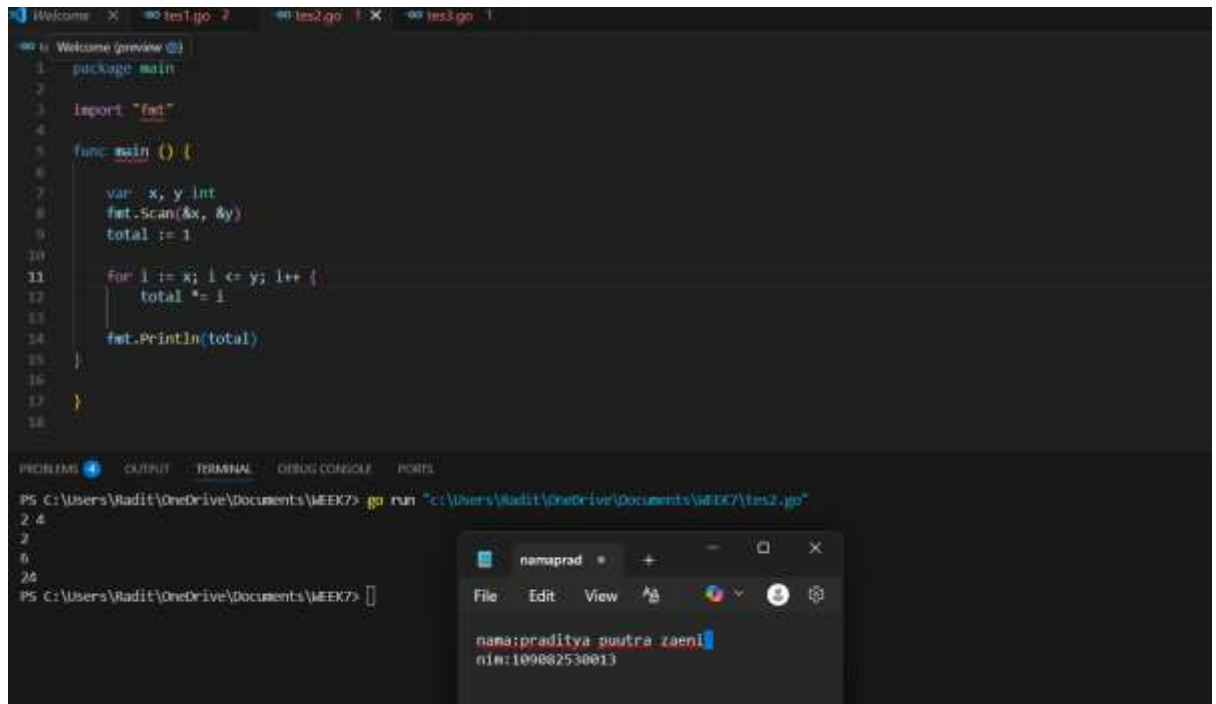 Welcome × tes1.go 2 tes2.go 1 × tes3.go 1
Welcome (preview)
1 package main
2
3 import "fmt"
4
5 func main () {
6
7 var x, y int
8 fmt.Scan(&x, &y)
9 total := 1
10
11 for i := x; i <= y; i++ {
12 total *= i
13
14 fmt.Println(total)
15 }
16
17 }
18
PROBLEMS 4 OUTPUT TERMINAL DEBUG CONSOLE PORTS
PS C:\Users\Radit\OneDrive\Documents\WEEK7> go run "c:\Users\Radit\OneDrive\Documents\WEEK7\tes2.go"
2 4
2
6
24
PS C:\Users\Radit\OneDrive\Documents\WEEK7>
namaprad
File Edit View
nama:praditya puutra zaeni
nim:109082530013